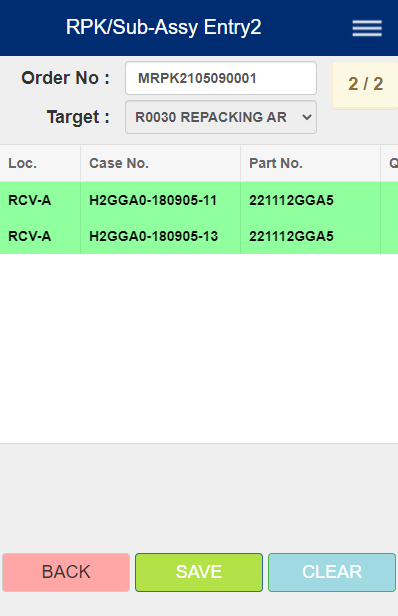 RPK/Sub-Assy Entry2
Order No : MRPK2105090001 2 / 2
Target : R0030 REPACKING AR
Loc. Case No. Part No. Q
RCV-A H2GGA0-180905-11 221112GGA5
RCV-A H2GGA0-180905-13 221112GGA5
BACK SAVE CLEAR